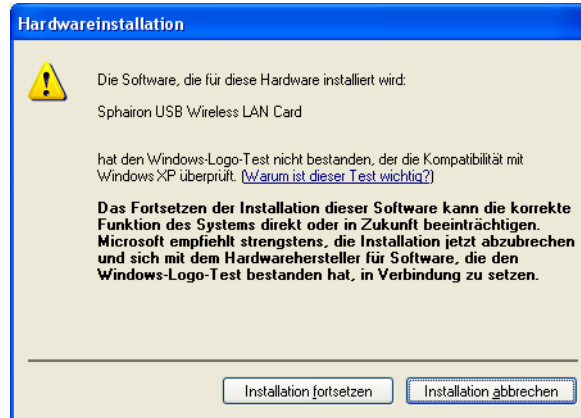 Hardwareinstallation
Die Software, die für diese Hardware installiert wird:
Sphairon USB Wireless LAN Card
hat den Windows-Logo-Test nicht bestanden, der die Kompatibilität mit
Windows XP überprüft. (Warum ist dieser Test wichtig?)
Das Fortsetzen der Installation dieser Software kann die korrekte
Funktion des Systems direkt oder in Zukunft beeinträchtigen.
Microsoft empfiehlt strengstens, die Installation jetzt abzubrechen
und sich mit dem Hardwarehersteller für Software, die den
Windows-Logo-Test bestanden hat, in Verbindung zu setzen.
Installation fortsetzen
Installation abbrechen